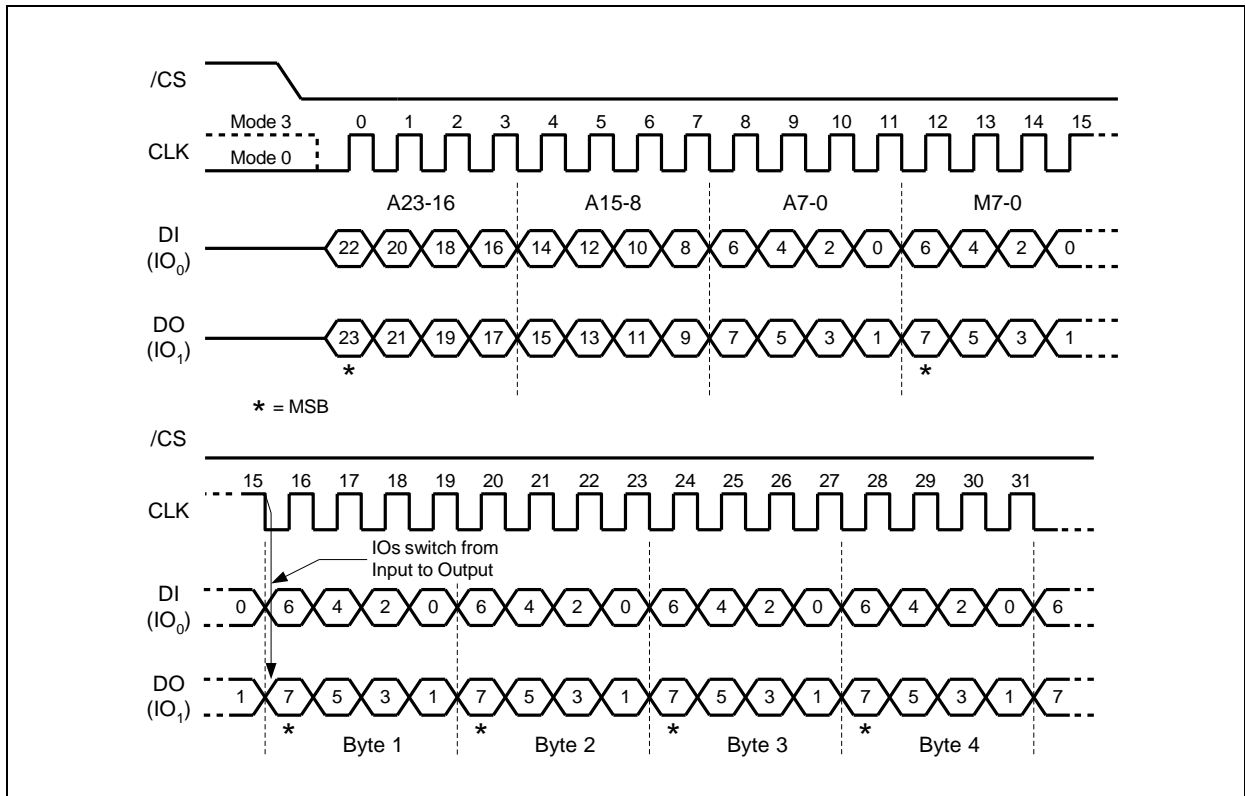 /CS
Mode 3
0 1 2 3 4 5 6 7 8 9 10 11 12 13 14 15
CLK
Mode 0
A23-16 A15-8 A7-0 M7-0
DI
(IO0)
22 20 18 16 14 12 10 8 6 4 2 0 6 4 2 0
DO
(IO1)
23 21 19 17 15 13 11 9 7 5 3 1 7 5 3 1
* *
* = MSB
/CS
15 16 17 18 19 20 21 22 23 24 25 26 27 28 29 30 31
CLK
IOs switch from
Input to Output
DI
(IO0)
0 6 4 2 0 6 4 2 0 6 4 2 0 6 4 2 0 6
DO
(IO1)
1 7 5 3 1 7 5 3 1 7 5 3 1 7 5 3 1 7
* * * *
Byte 1 Byte 2 Byte 3 Byte 4